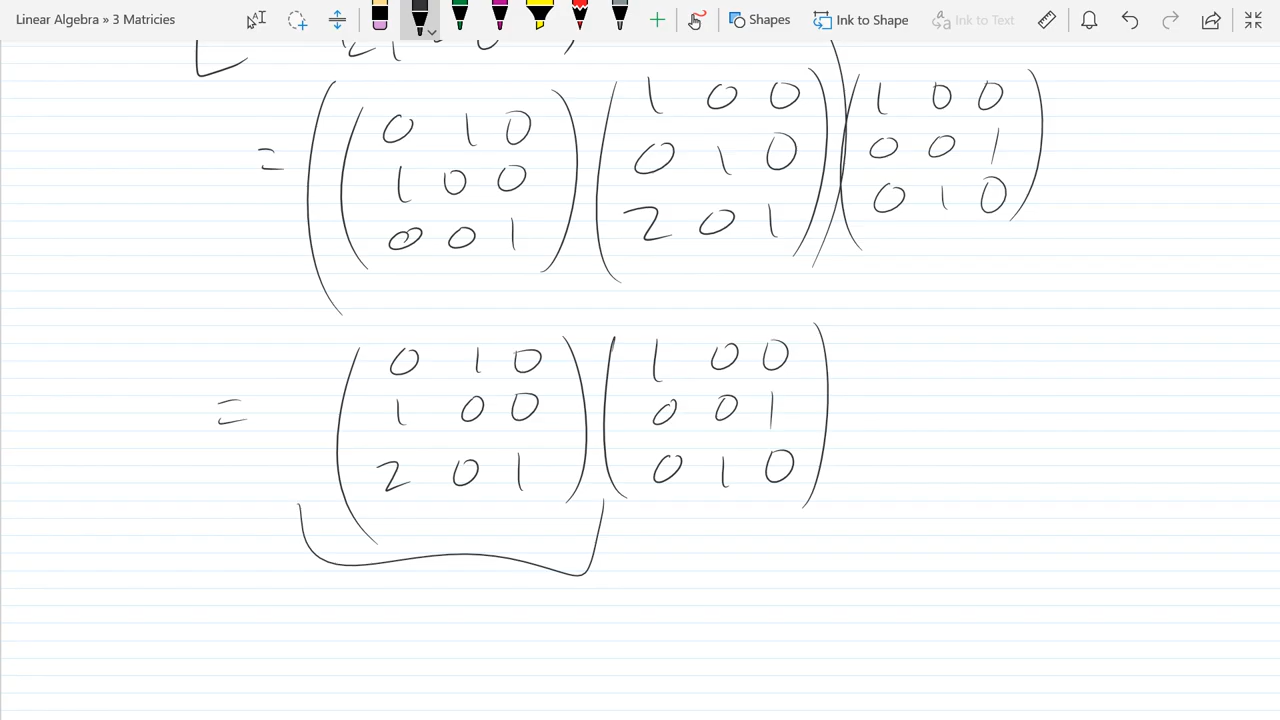 Linear Algebra » 3 Matricies
Shapes Ink to Shape Ink to Text
= ( ( 0 1 0 ) ( 1 0 0 ) ) ( 1 0 0 )
1 0 0 0 1 0 0 0 1
0 0 1 2 0 1 0 1 0
= ( 0 1 0 ) ( 1 0 0 )
1 0 0 0 0 1
2 0 1 0 1 0